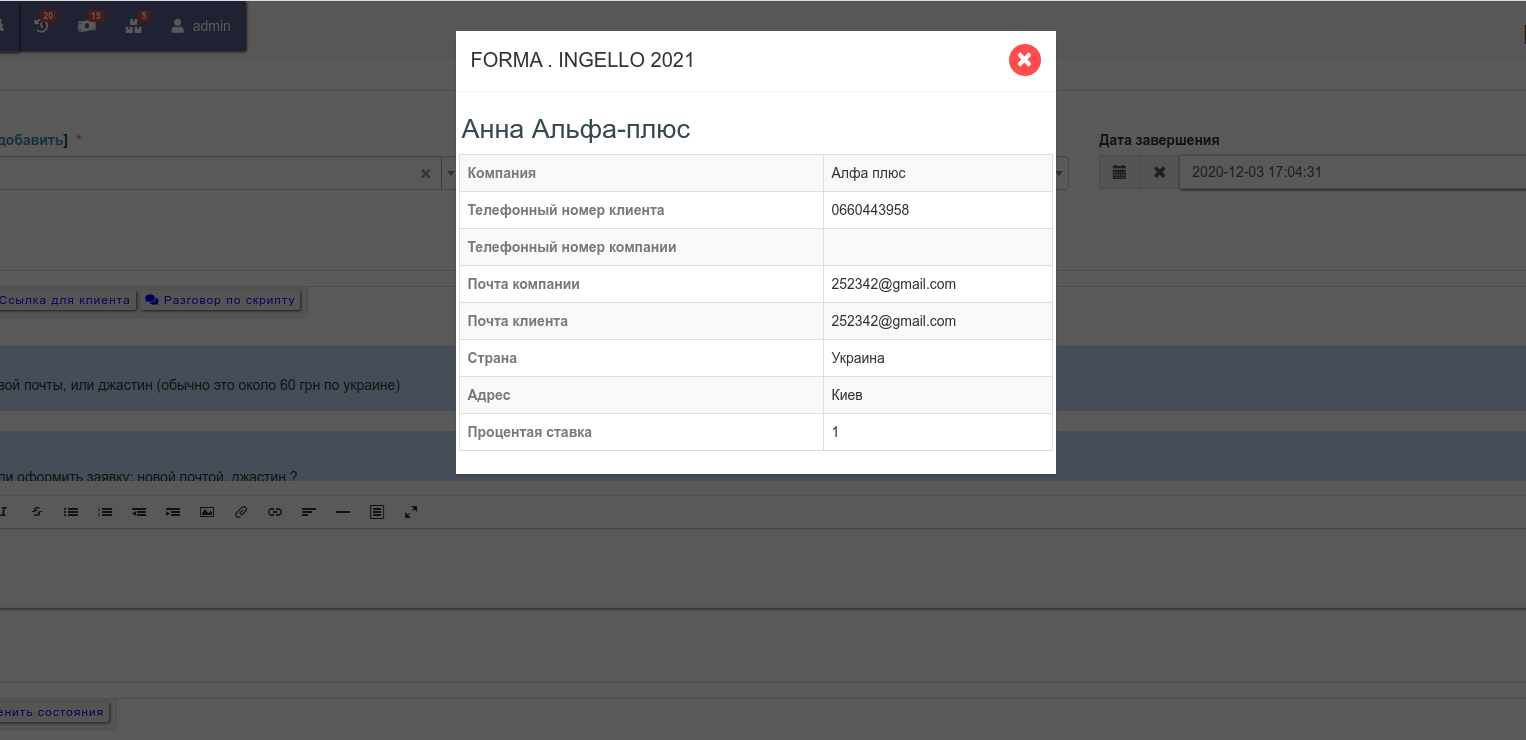 20 15 5 admin
FORMA . INGELLO 2021
Анна Альфа-плюс
добавить] *
Дата завершения
2020-12-03 17:04:31
Компания Алфа плюс
Телефонный номер клиента 0660443958
Телефонный номер компании
Почта компании 252342@gmail.com
Почта клиента 252342@gmail.com
Страна Украина
Адрес Киев
Процентая ставка 1
Ссылка для клиента Разговор по скрипту
вой почты, или джастин (обычно это около 60 грн по украине)
ли оформить заявку: новой почтой, джастин ?
енить состояния